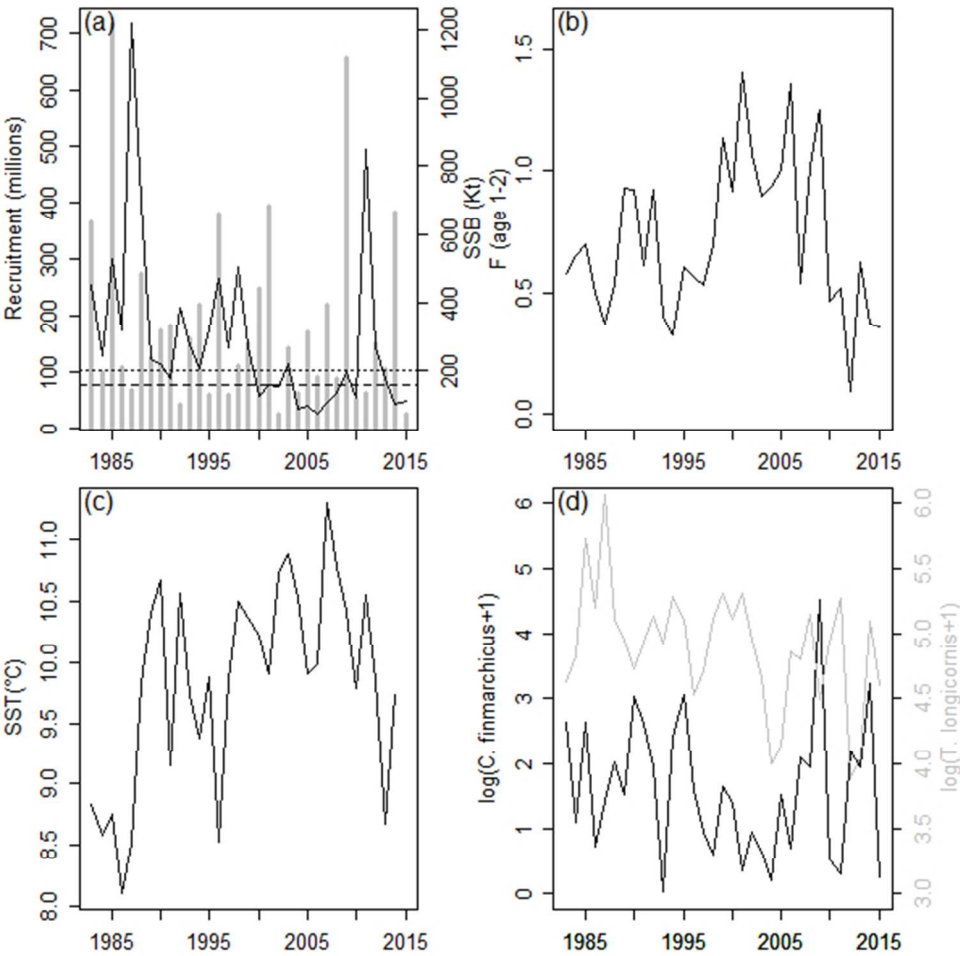 (a)
Recruitment (millions)
0 100 200 300 400 500 600 700
200 400 600 800 1000 1200
SSB (Kt)
1985 1995 2005 2015
(b)
F (age 1-2)
0.0 0.5 1.0 1.5
1985 1995 2005 2015
(c)
SST(°C)
8.0 8.5 9.0 9.5 10.0 10.5 11.0
1985 1995 2005 2015
(d)
log(C. finmarchicus+1)
0 1 2 3 4 5 6
3.0 3.5 4.0 4.5 5.0 5.5 6.0
log(T. longicornis+1)
1985 1995 2005 2015